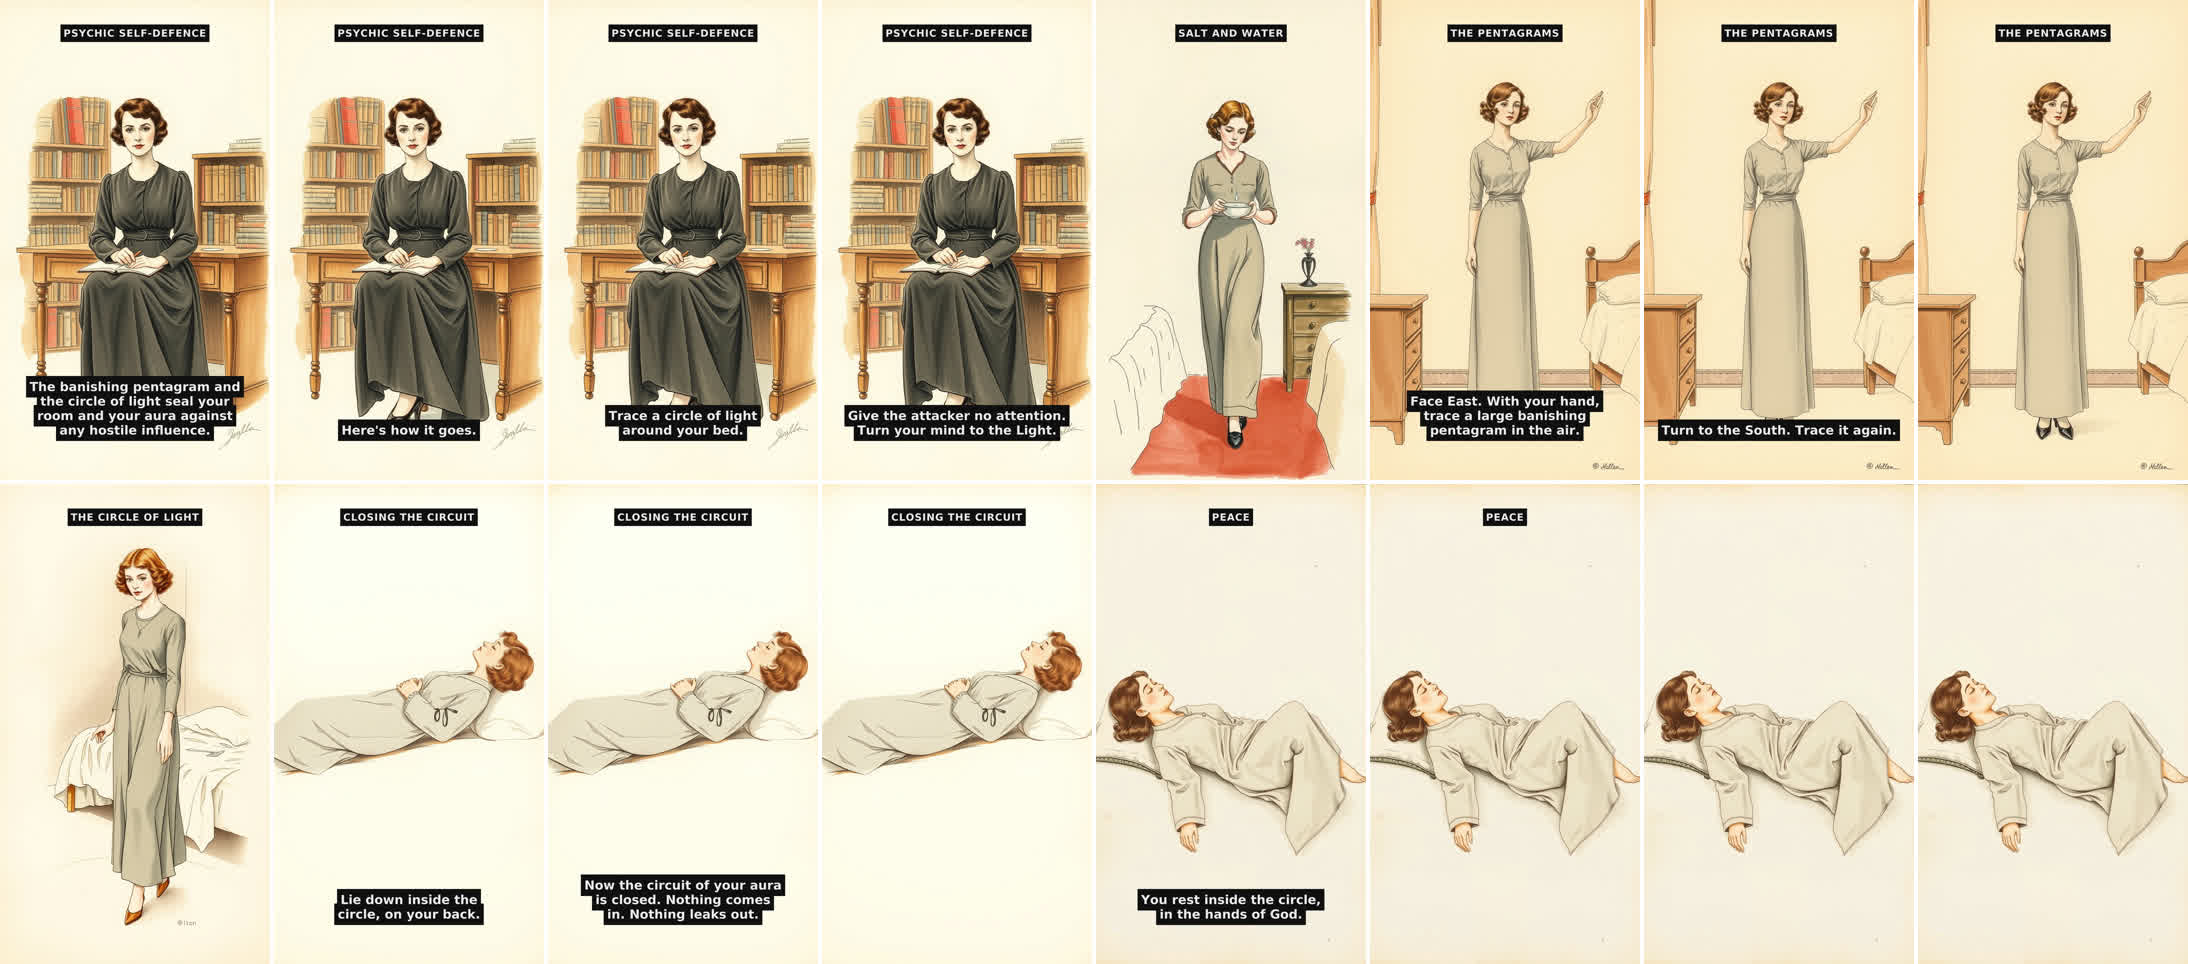 PSYCHIC SELF-DEFENCE
The banishing pentagram and
the circle of light seal your
room and your aura against
any hostile influence.
PSYCHIC SELF-DEFENCE
Here's how it goes.
PSYCHIC SELF-DEFENCE
Trace a circle of light
around your bed.
PSYCHIC SELF-DEFENCE
Give the attacker no attention.
Turn your mind to the Light.
SALT AND WATER
THE PENTAGRAMS
Face East. With your hand,
trace a large banishing
pentagram in the air.
THE PENTAGRAMS
Turn to the South. Trace it again.
THE PENTAGRAMS
THE CIRCLE OF LIGHT
CLOSING THE CIRCUIT
Lie down inside the
circle, on your back.
CLOSING THE CIRCUIT
Now the circuit of your aura
is closed. Nothing comes
in. Nothing leaks out.
CLOSING THE CIRCUIT
PEACE
You rest inside the circle,
in the hands of God.
PEACE